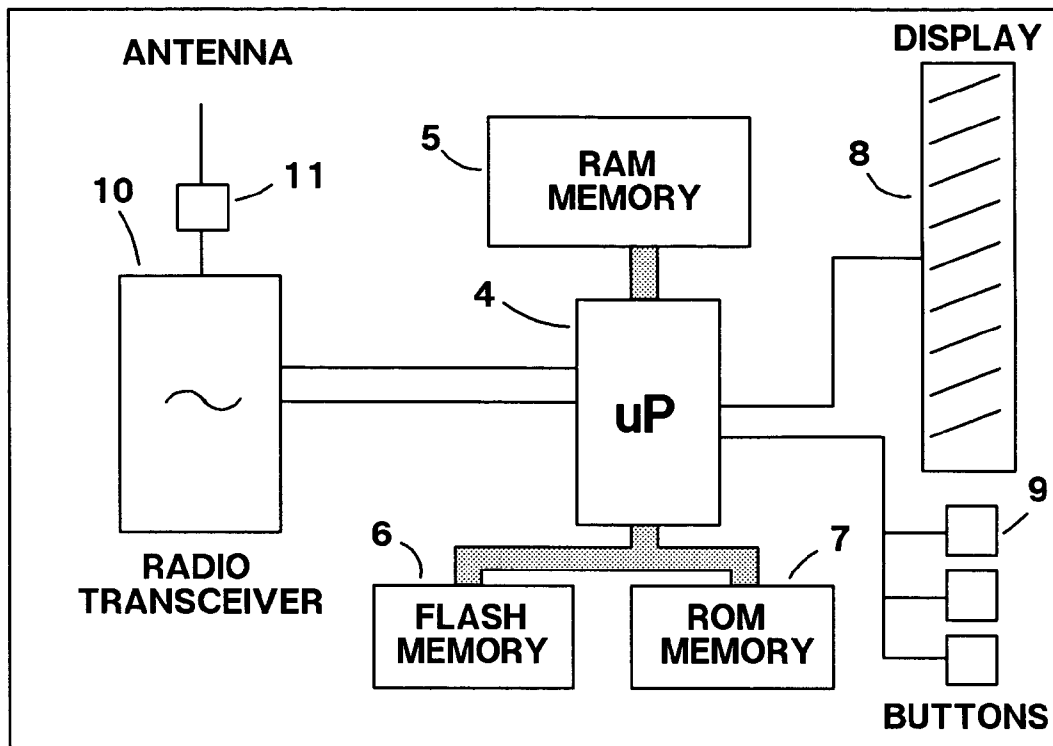 ANTENNA
DISPLAY
5
RAM
MEMORY
8
10
11
4
uP
9
6
7
RADIO
TRANSCEIVER
FLASH
MEMORY
ROM
MEMORY
BUTTONS